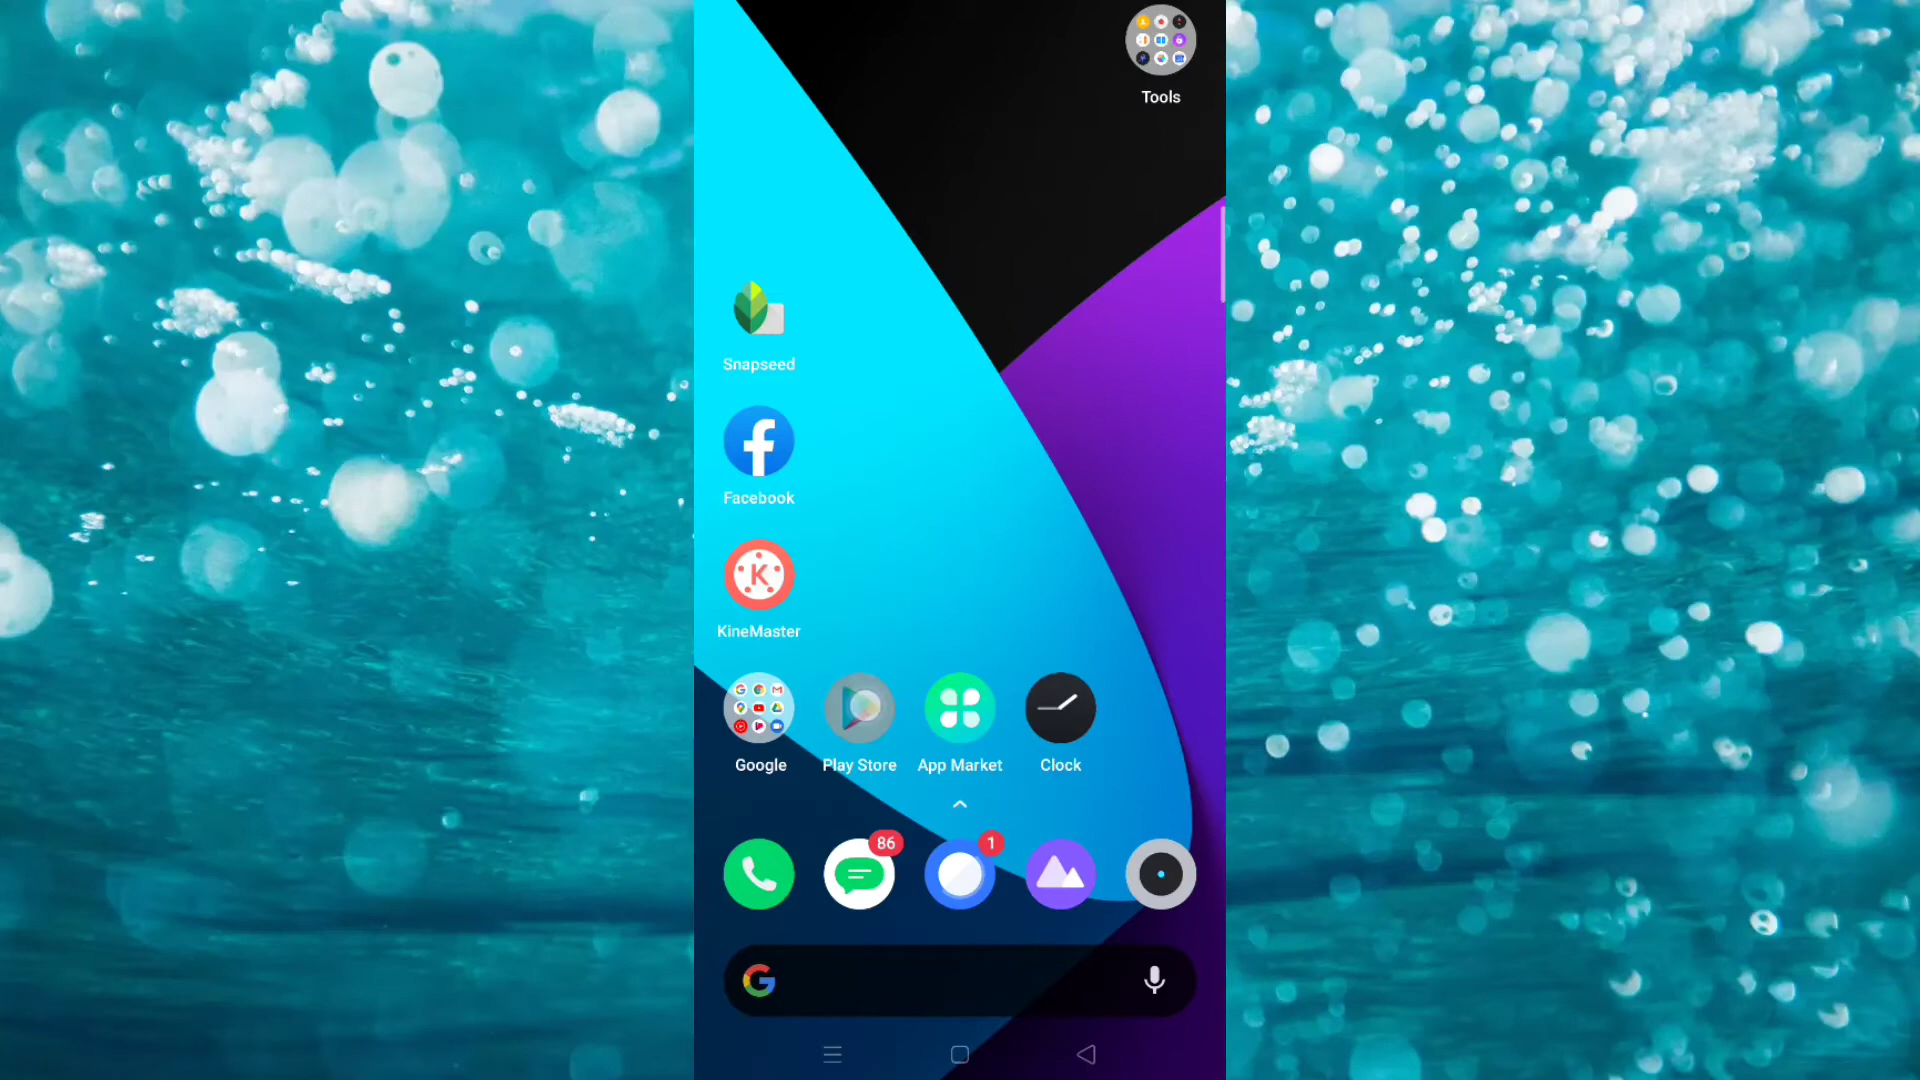 Tools
Snapseed
Facebook
KineMaster
Google
Play Store
App Market
Clock
86
1